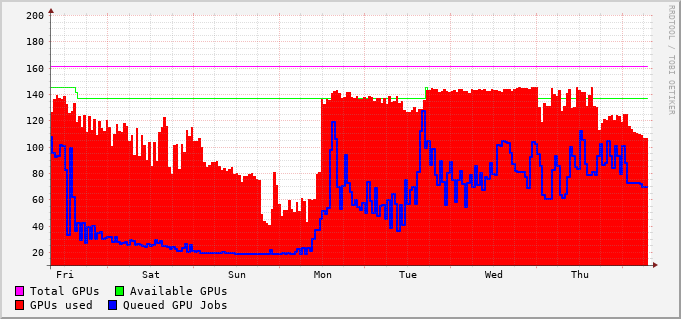 200
180
160
140
120
100
80
60
40
20
Fri Sat Sun Mon Tue Wed Thu
Total GPUs Available GPUs
GPUs used Queued GPU Jobs
RRDTOOL / TOBI OETIKER